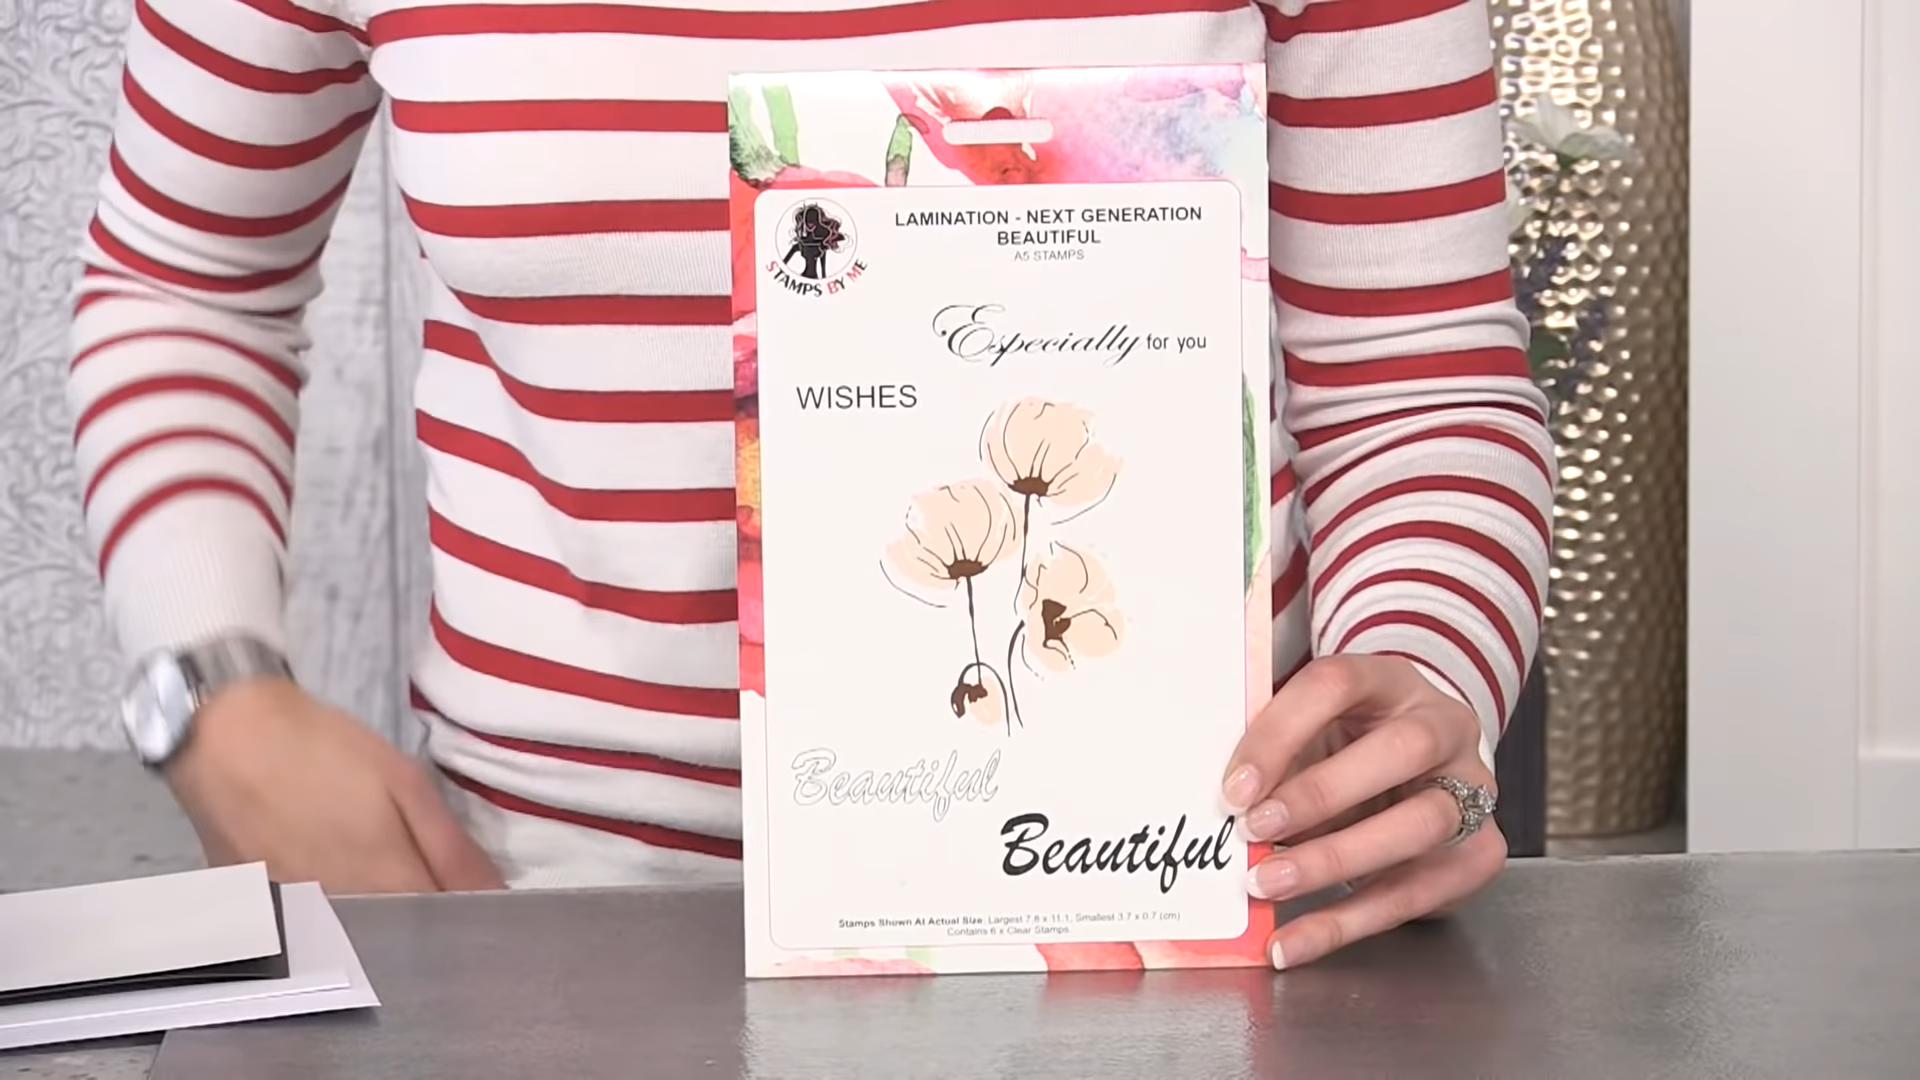 LAMINATION - NEXT GENERATION
BEAUTIFUL
A5 STAMPS
STAMPS BY ME
Especially for you
WISHES
Beautiful
Beautiful
Stamps Shown At Actual Size: Largest 7.8 x 11.1, Smallest 3.7 x 0.7 (cm)
Contains 6 x Clear Stamps